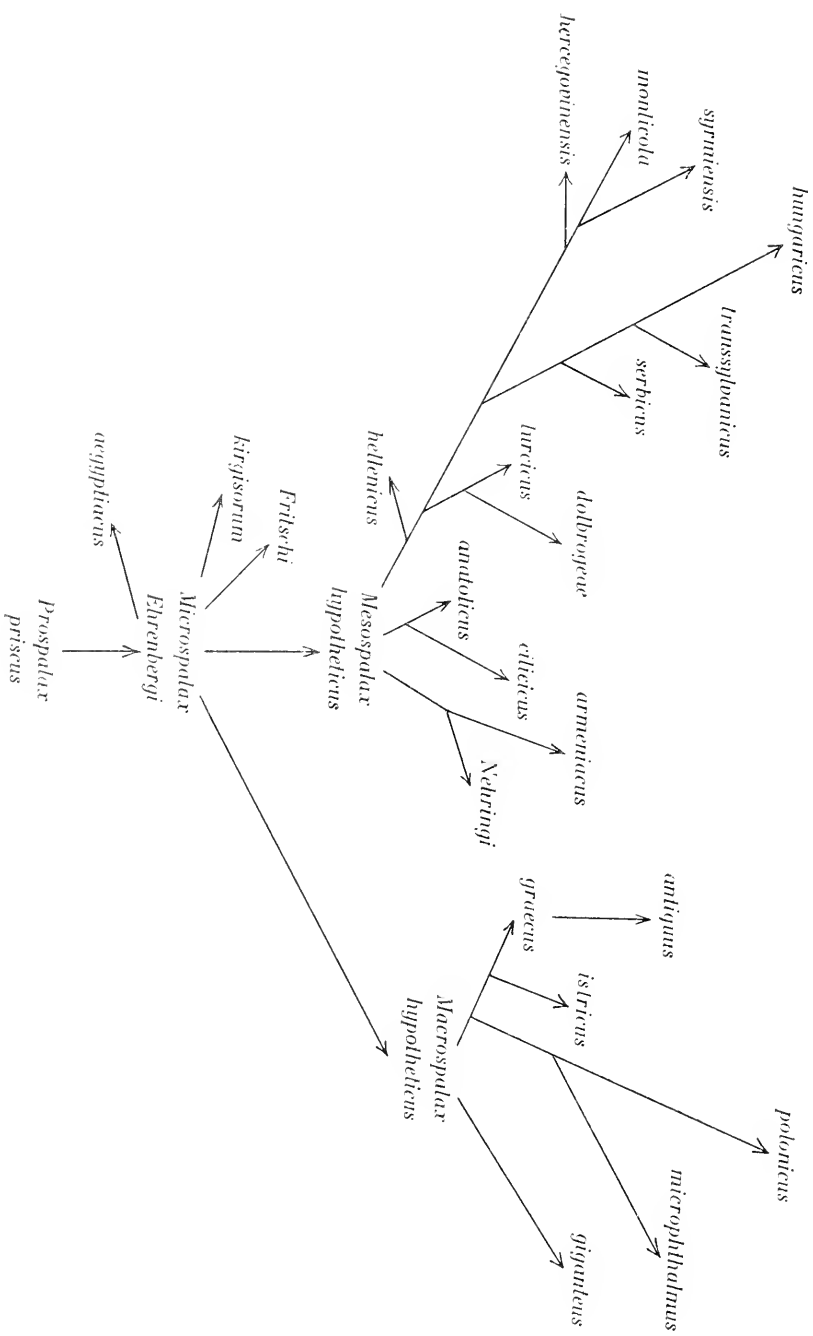 hungaricus
polonicus
transsylvanicus
syrmiensis
microphthalmus
antiquus
monticola
serbicus
dolbrogeae
armeniacus
istricus
giganteus
hercegovinensis
turcicus
cilicicus
graecus
Nehringi
anatolicus
Macrospalax
hypotheticus
hellenicus
Mesospalax
hypotheticus
Fritschi
kirgisorum
Microspalax
Ehrenbergi
aegyptiacus
Prospalax
priscus